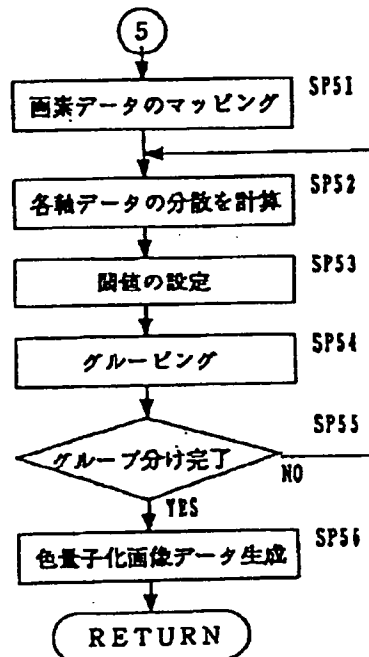 5
画素データのマッピング
SP51
各軸データの分散を計算
SP52
閾値の設定
SP53
グルーピング
SP54
グループ分け完了
SP55
NO
YES
色量子化画像データ生成
SP56
RETURN